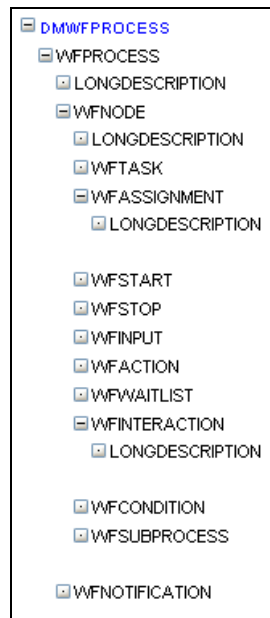 DMWFPROCESS
WFPROCESS
LONGDESCRIPTION
WFNODE
LONGDESCRIPTION
WFTASK
WFASSIGNMENT
LONGDESCRIPTION
WFSTART
WFSTOP
WFINPUT
WFACTION
WFWAITLIST
WFINTERACTION
LONGDESCRIPTION
WFCONDITION
WFSUBPROCESS
WFNOTIFICATION